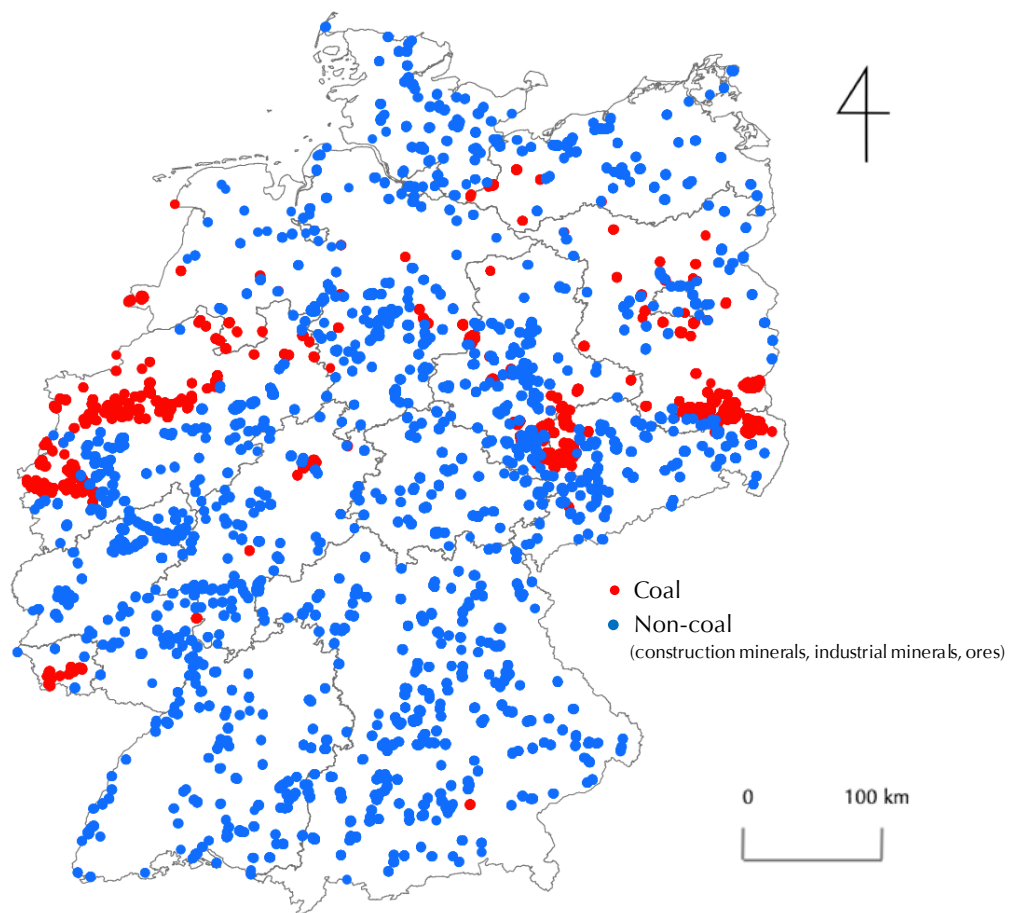 Coal
Non-coal
(construction minerals, industrial minerals, ores)
0 100 km